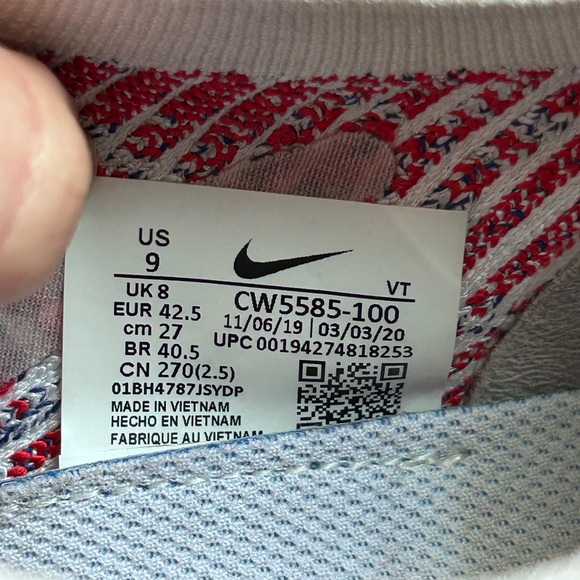 US
9
VT
UK 8
CW5585-100
EUR 42.5
11/06/19 | 03/03/20
cm 27
UPC 00194274818253
BR 40.5
CN 270(2.5)
01BH4787JSYDP
MADE IN VIETNAM
HECHO EN VIETNAM
FABRIQUE AU VIETNAM